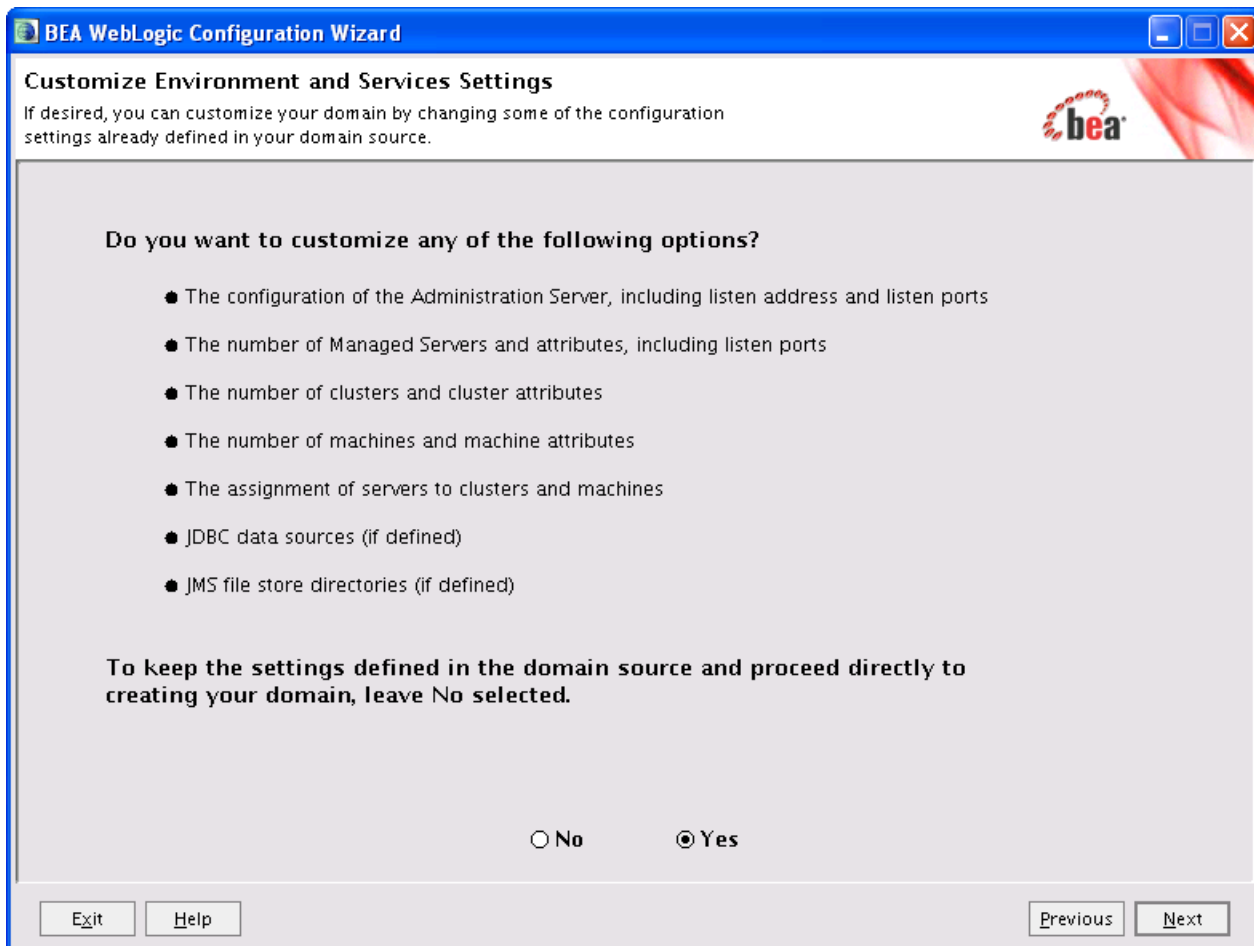 BEA WebLogic Configuration Wizard
Customize Environment and Services Settings
If desired, you can customize your domain by changing some of the configuration
settings already defined in your domain source.
bea
Do you want to customize any of the following options?
The configuration of the Administration Server, including listen address and listen ports
The number of Managed Servers and attributes, including listen ports
The number of clusters and cluster attributes
The number of machines and machine attributes
The assignment of servers to clusters and machines
JDBC data sources (if defined)
JMS file store directories (if defined)
To keep the settings defined in the domain source and proceed directly to
creating your domain, leave No selected.
No Yes
Exit Help Previous Next